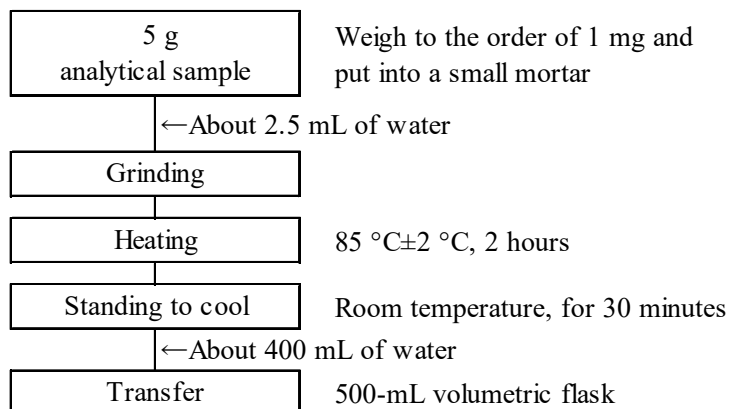 5 g
analytical sample
Weigh to the order of 1 mg and
put into a small mortar
←About 2.5 mL of water
Grinding
Heating
85 °C±2 °C, 2 hours
Standing to cool
Room temperature, for 30 minutes
←About 400 mL of water
Transfer
500-mL volumetric flask